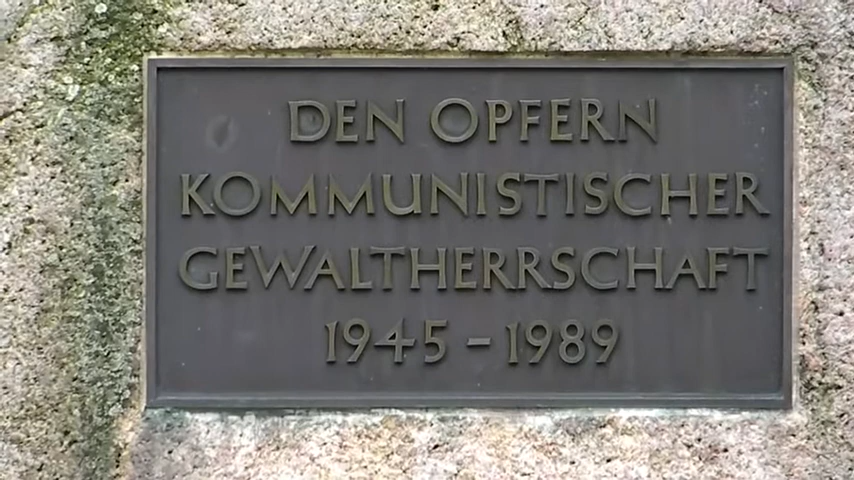 DEN OPFERN
KOMMUNISTISCHER
GEWALTHERRSCHAFT
1945 - 1989